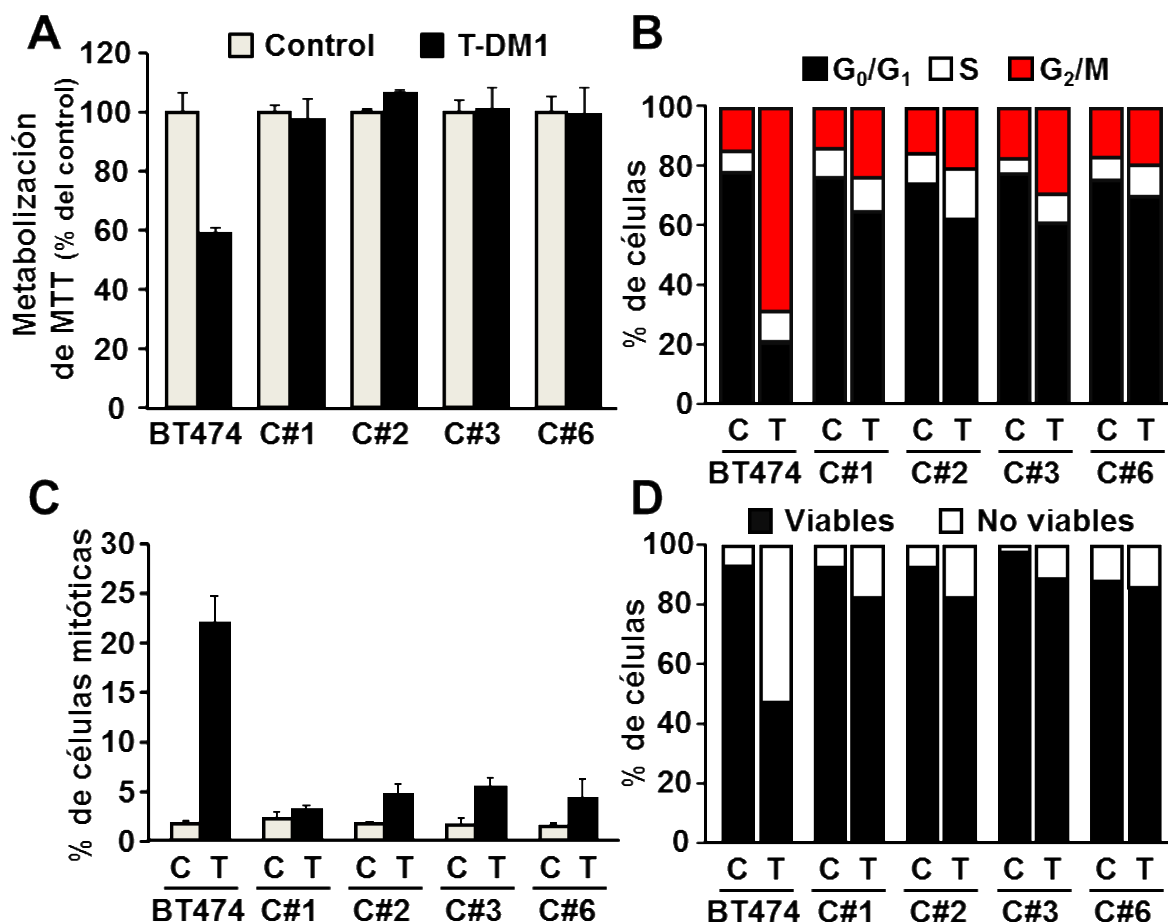 A
Control T-DM1
Metabolización
de MTT (% del control)
120
100
80
60
40
20
0
BT474 C#1 C#2 C#3 C#6
B
G₀/G₁ S G₂/M
% de células
100
80
60
40
20
0
C T C T C T C T C T
BT474 C#1 C#2 C#3 C#6
C
% de células mitóticas
30
25
20
15
10
5
0
C T C T C T C T C T
BT474 C#1 C#2 C#3 C#6
D
Viables No viables
% de células
100
80
60
40
20
0
C T C T C T C T C T
BT474 C#1 C#2 C#3 C#6